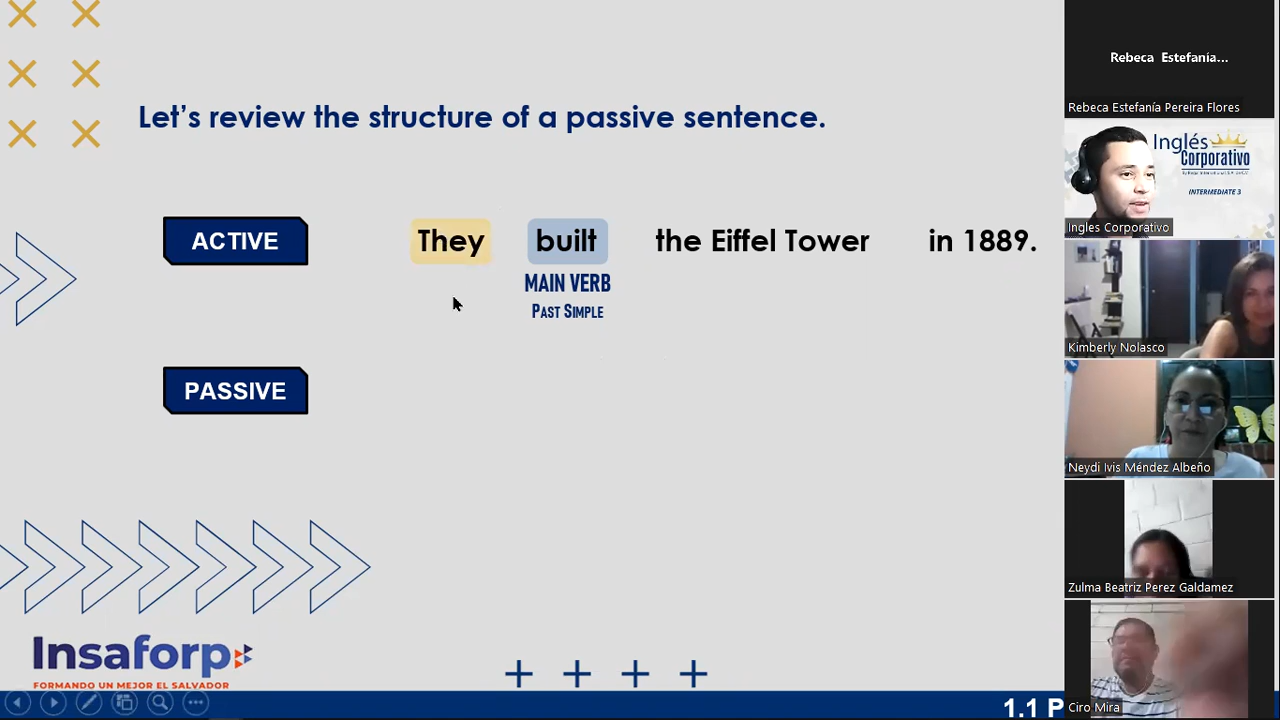 Let's review the structure of a passive sentence.
ACTIVE
They built the Eiffel Tower in 1889.
MAIN VERB
PAST SIMPLE
PASSIVE
Insaforp
FORMANDO UN MEJOR EL SALVADOR
1.1 P
Rebeca Estefanía...
Rebeca Estefanía Pereira Flores
Inglés
Corporativo
INTERMEDIATE 3
Ingles Corporativo
Kimberly Nolasco
Neydi Ivis Méndez Albeño
Zulma Beatriz Perez Galdamez
Ciro Mira